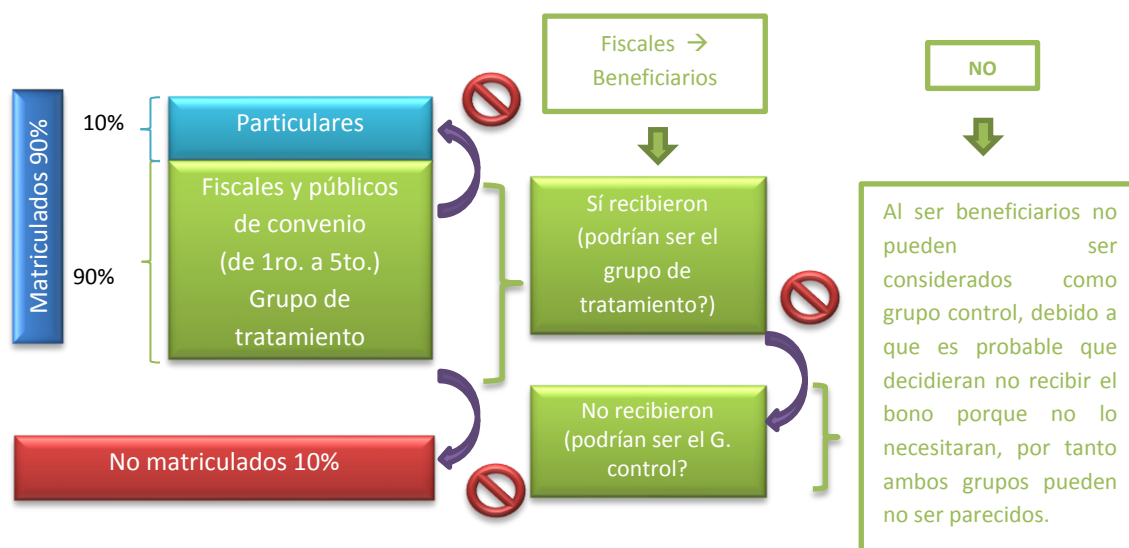 Matriculados 90%
10%
90%
Particulares
Fiscales y públicos
de convenio
(de 1ro. a 5to.)
Grupo de
tratamiento
No matriculados 10%
Fiscales →
Beneficiarios
Sí recibieron
(podrían ser el
grupo de
tratamiento?)
No recibieron
(podrían ser el G.
control?
NO
Al ser beneficiarios no
pueden ser
considerados como
grupo control, debido a
que es probable que
decidieran no recibir el
bono porque no lo
necesitaran, por tanto
ambos grupos pueden
no ser parecidos.